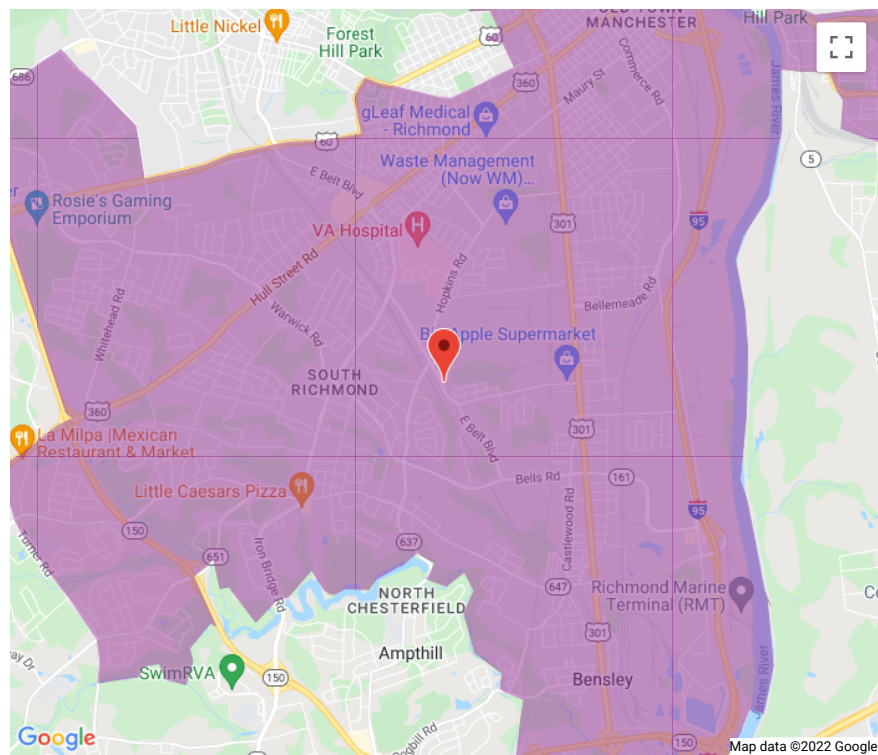 OLD TOWN
MANCHESTER
Hill Park
Little Nickel
Forest
Hill Park
60
686
360
Commerce Rd
Maury St
James River
gLeaf Medical
- Richmond
60
Waste Management
(Now WM)...
5
E Belt Blvd
Rosie's Gaming
Emporium
VA Hospital
301
95
Hull Street Rd
Hopkins Rd
Bellemeade Rd
Whitehead Rd
Warwick Rd
Big Apple Supermarket
SOUTH
RICHMOND
360
E Belt Blvd
301
La Milpa |Mexican
Restaurant & Market
Bells Rd
161
Little Caesars Pizza
Castlewood Rd
95
150
637
Turner Rd
651
Iron Bridge Rd
647
Richmond Marine
Terminal (RMT)
NORTH
CHESTERFIELD
301
Ampthill
James River
SwimRVA
150
Bensley
Google
150
Map data ©2022 Google